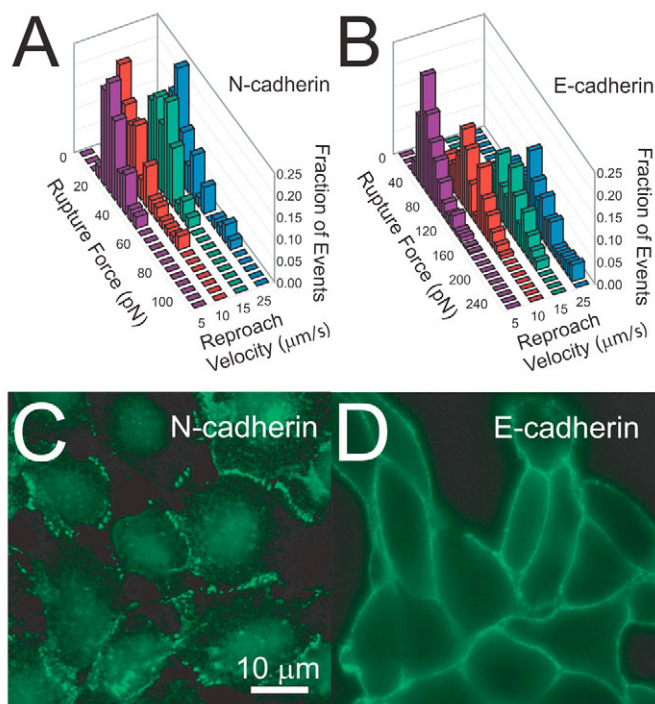 A
N-cadherin
0
20
40
60
80
100
Rupture Force (pN)
5
10
15
25
Reproach
Velocity (μm/s)
0.25
0.20
0.15
0.10
0.05
0.00
Fraction of Events
B
E-cadherin
0
40
80
120
160
200
240
Rupture Force (pN)
5
10
15
25
Reproach
Velocity (μm/s)
0.25
0.20
0.15
0.10
0.05
0.00
Fraction of Events
C
N-cadherin
10 μm
D
E-cadherin